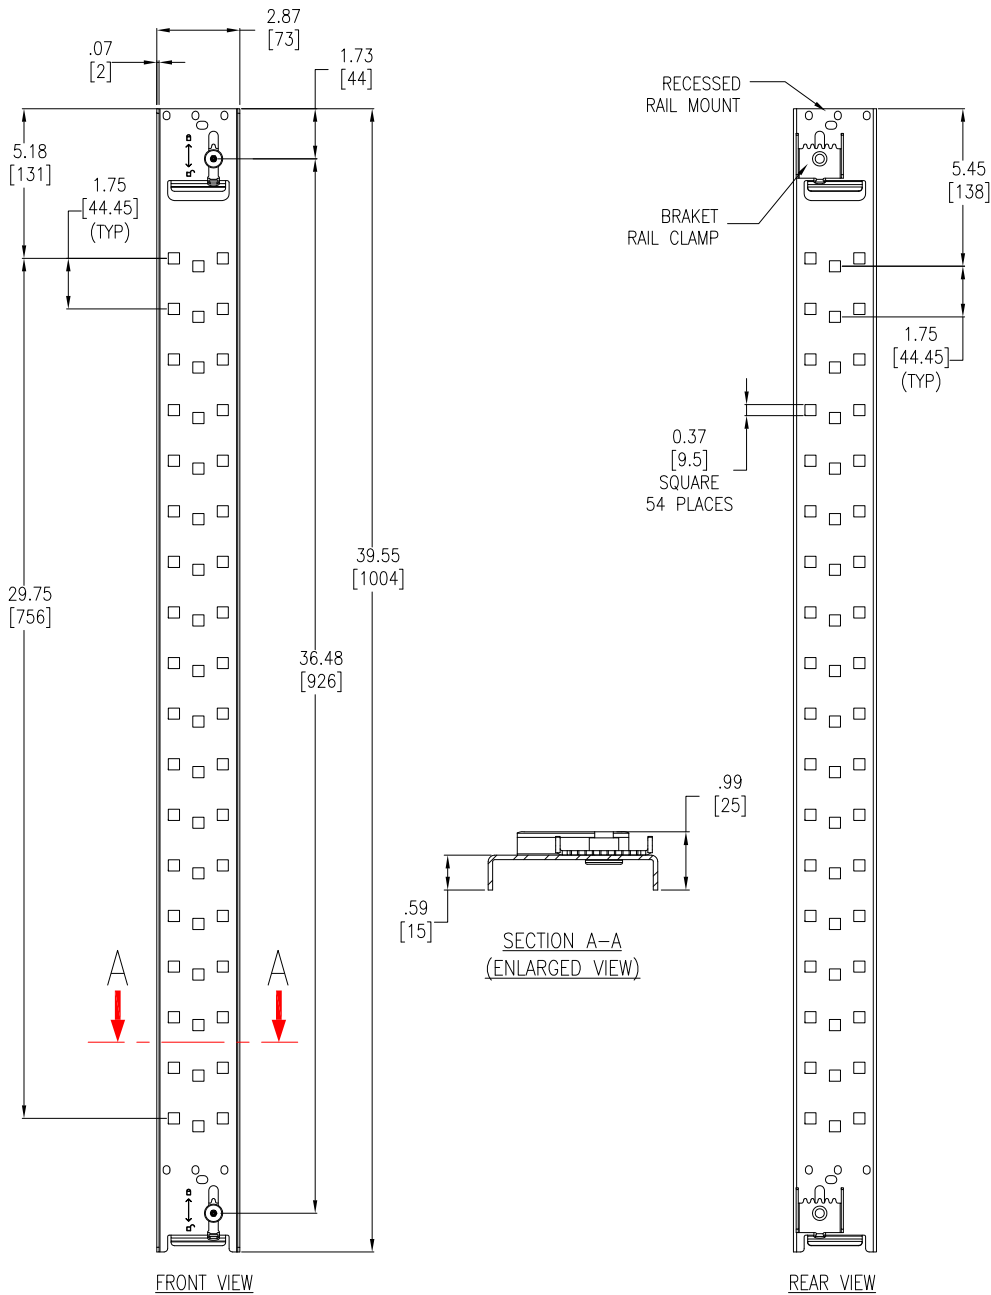 2.87
[73]
.07
[2]
1.73
[44]
5.18
[131]
1.75
[44.45]
(TYP)
29.75
[756]
39.55
[1004]
36.48
[926]
A
A
FRONT VIEW
.99
[25]
.59
[15]
SECTION A-A
(ENLARGED VIEW)
RECESSED
RAIL MOUNT
BRAKET
RAIL CLAMP
5.45
[138]
1.75
[44.45]
(TYP)
0.37
[9.5]
SQUARE
54 PLACES
REAR VIEW